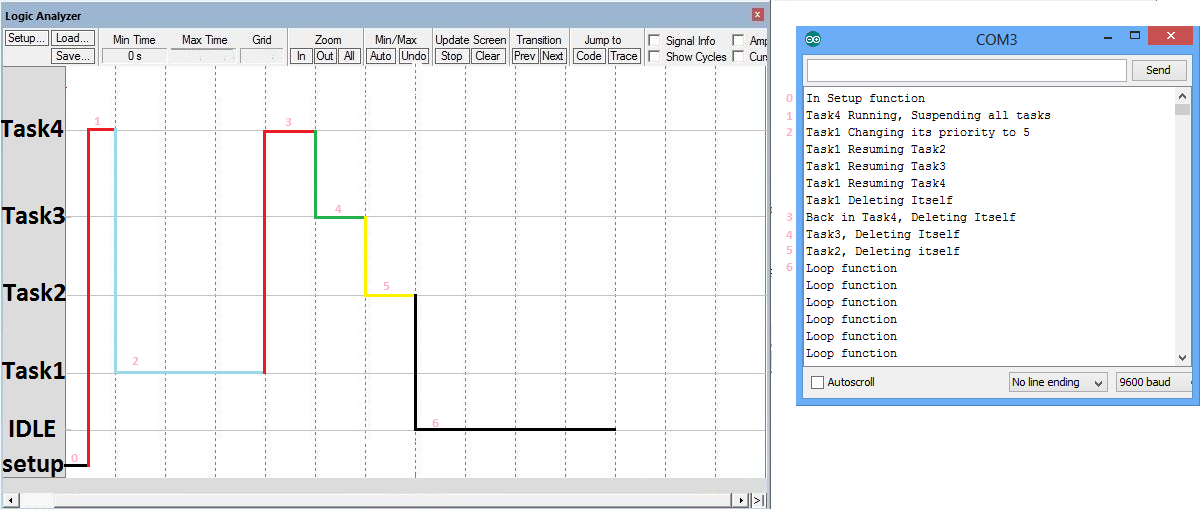 Logic Analyzer
Setup... Load... Min Time Max Time Grid Zoom Min/Max Update Screen Transition Jump to Signal Info
Save... 0 s In Out All Auto Undo Stop Clear Prev Next Code Trace Show Cycles
Task4 1 3
Task3 4
Task2 5
Task1 2
IDLE 6
setup 0
COM3
Send
0 In Setup function
1 Task4 Running, Suspending all tasks
2 Task1 Changing its priority to 5
Task1 Resuming Task2
Task1 Resuming Task3
Task1 Resuming Task4
Task1 Deleting Itself
3 Back in Task4, Deleting Itself
4 Task3, Deleting Itself
5 Task2, Deleting itself
6 Loop function
Loop function
Loop function
Loop function
Loop function
Loop function
Autoscroll No line ending 9600 baud